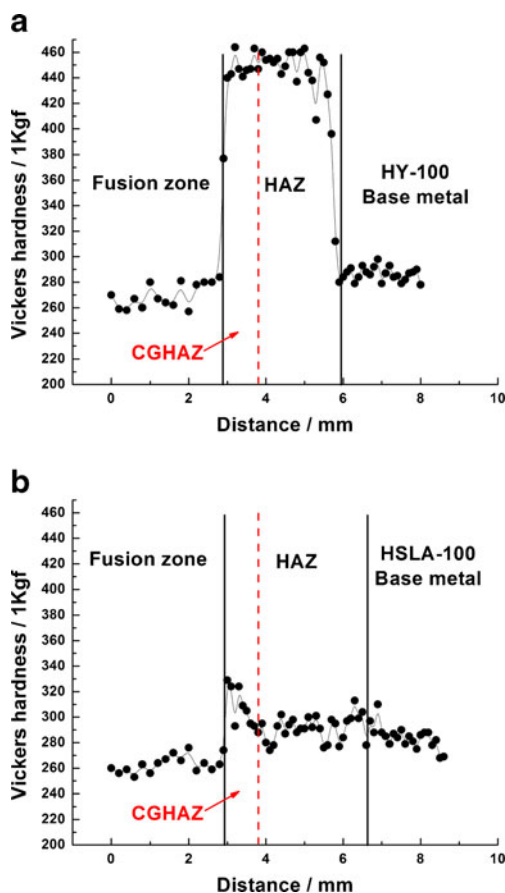 a
460
440
420
400
380
360
340
320
300
280
260
240
220
200
Vickers hardness / 1Kgf
Fusion zone
HAZ
HY-100
Base metal
CGHAZ
0 2 4 6 8 10
Distance / mm
b
460
440
420
400
380
360
340
320
300
280
260
240
220
200
Vickers hardness / 1Kgf
Fusion zone
HAZ
HSLA-100
Base metal
CGHAZ
0 2 4 6 8 10
Distance / mm